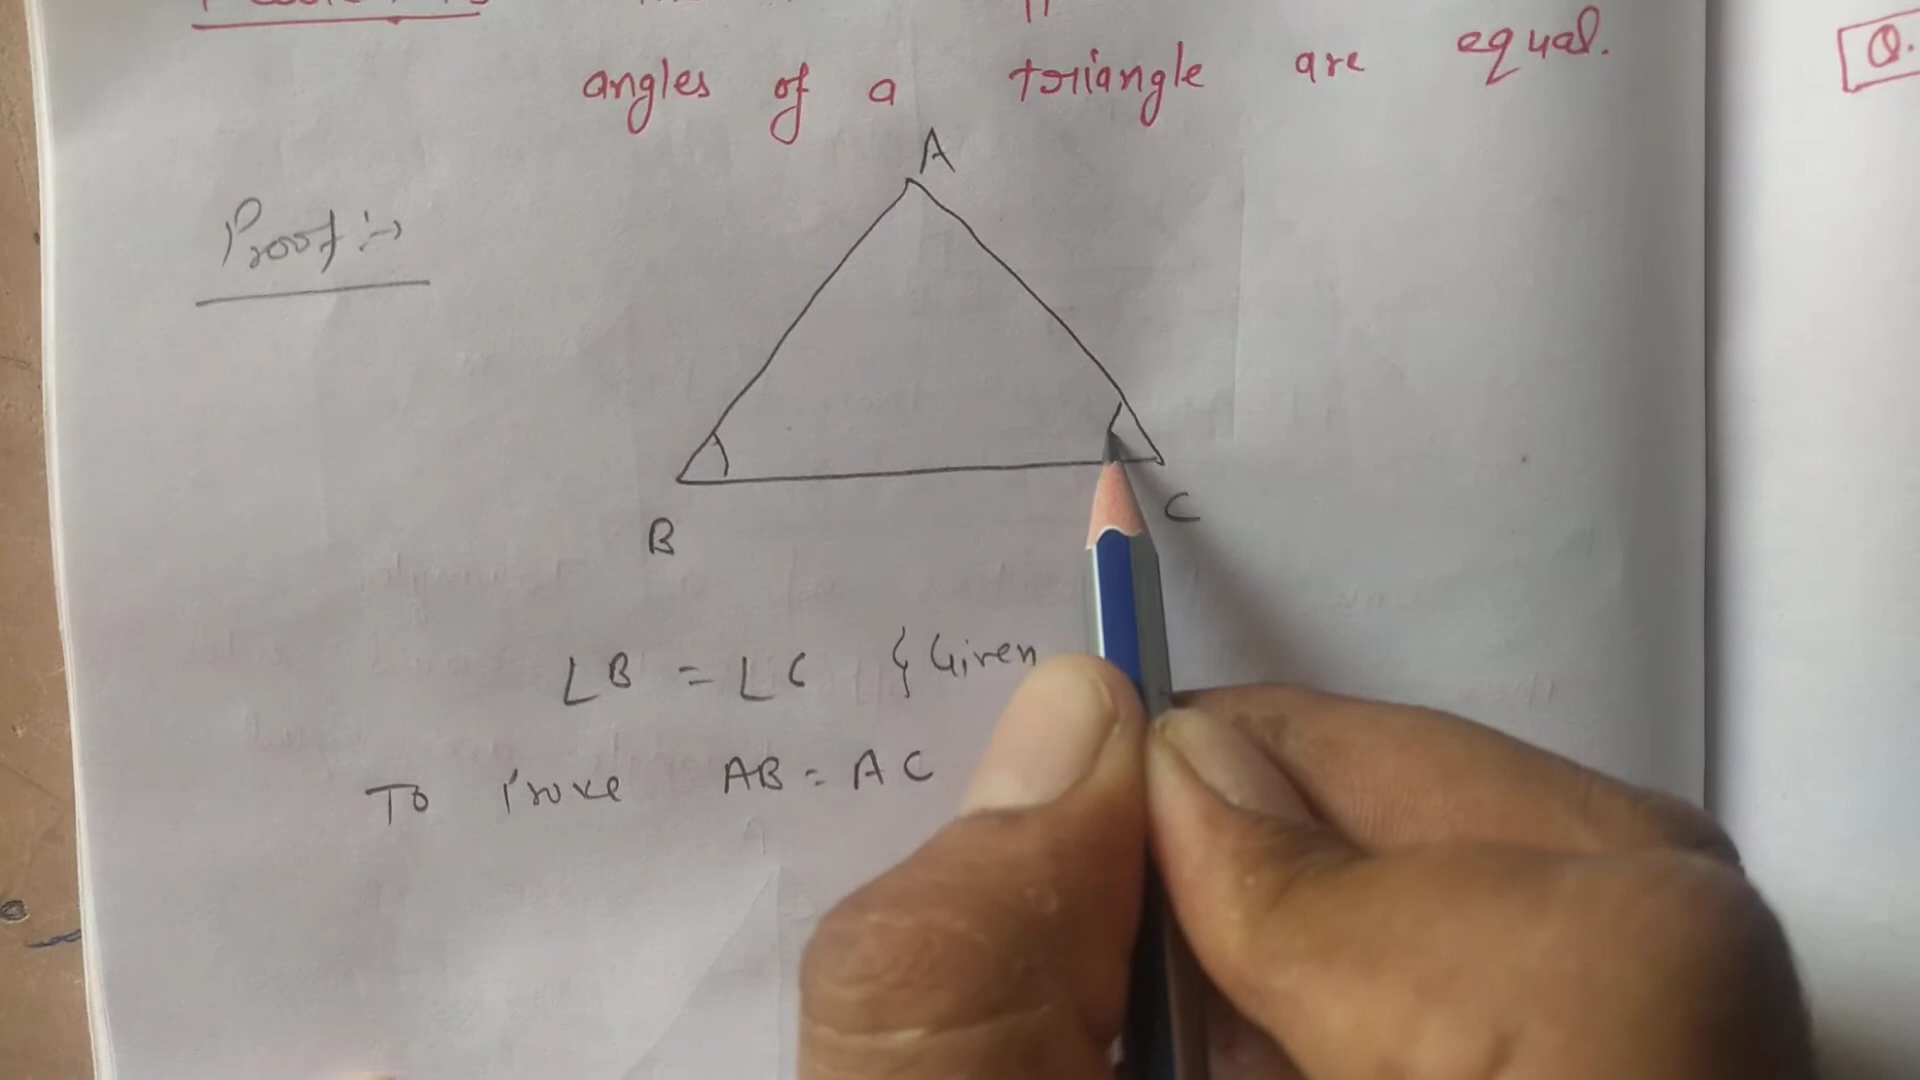 angles of a triangle are equal.
Q.
A
Proof :→
B
C
∠B = ∠C { Given
To Prove AB = AC